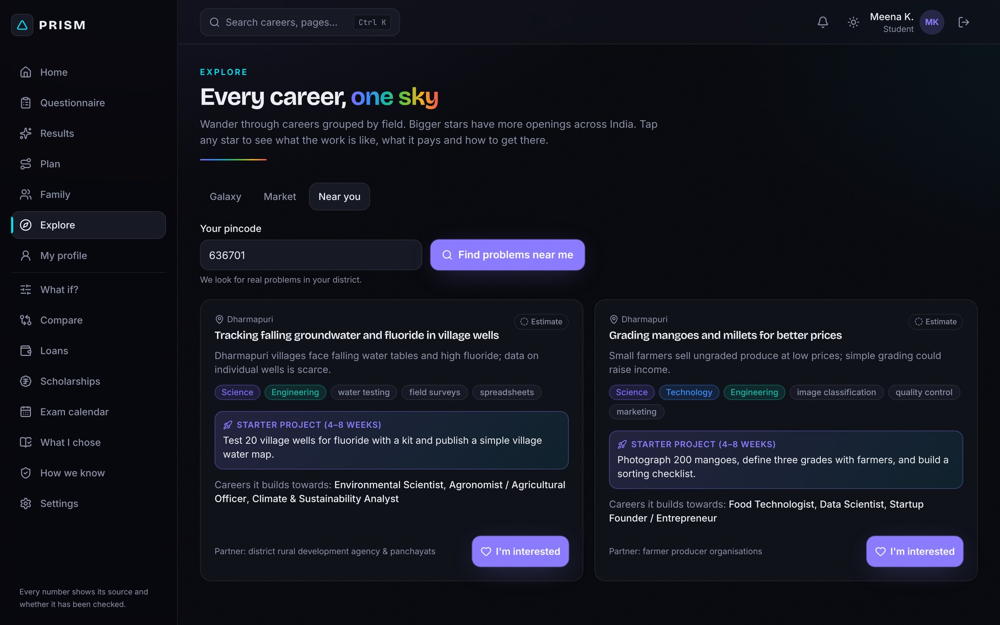 PRISM
Home
Questionnaire
Results
Plan
Family
Explore
My profile
What if?
Compare
Loans
Scholarships
Exam calendar
What I chose
How we know
Settings
Every number shows its source and
whether it has been checked.
Search careers, pages...
Ctrl K
Meena K.
Student
MK
EXPLORE
Every career, one sky
Wander through careers grouped by field. Bigger stars have more openings across India. Tap
any star to see what the work is like, what it pays and how to get there.
Galaxy
Market
Near you
Your pincode
636701
Find problems near me
We look for real problems in your district.
Dharmapuri
Estimate
Tracking falling groundwater and fluoride in village wells
Dharmapuri villages face falling water tables and high fluoride; data on
individual wells is scarce.
Science
Engineering
water testing
field surveys
spreadsheets
STARTER PROJECT (4–8 WEEKS)
Test 20 village wells for fluoride with a kit and publish a simple village
water map.
Careers it builds towards: Environmental Scientist, Agronomist / Agricultural
Officer, Climate & Sustainability Analyst
Partner: district rural development agency & panchayats
I'm interested
Dharmapuri
Estimate
Grading mangoes and millets for better prices
Small farmers sell ungraded produce at low prices; simple grading could
raise income.
Science
Technology
Engineering
image classification
quality control
marketing
STARTER PROJECT (4–8 WEEKS)
Photograph 200 mangoes, define three grades with farmers, and build a
sorting checklist.
Careers it builds towards: Food Technologist, Data Scientist, Startup
Founder / Entrepreneur
Partner: farmer producer organisations
I'm interested